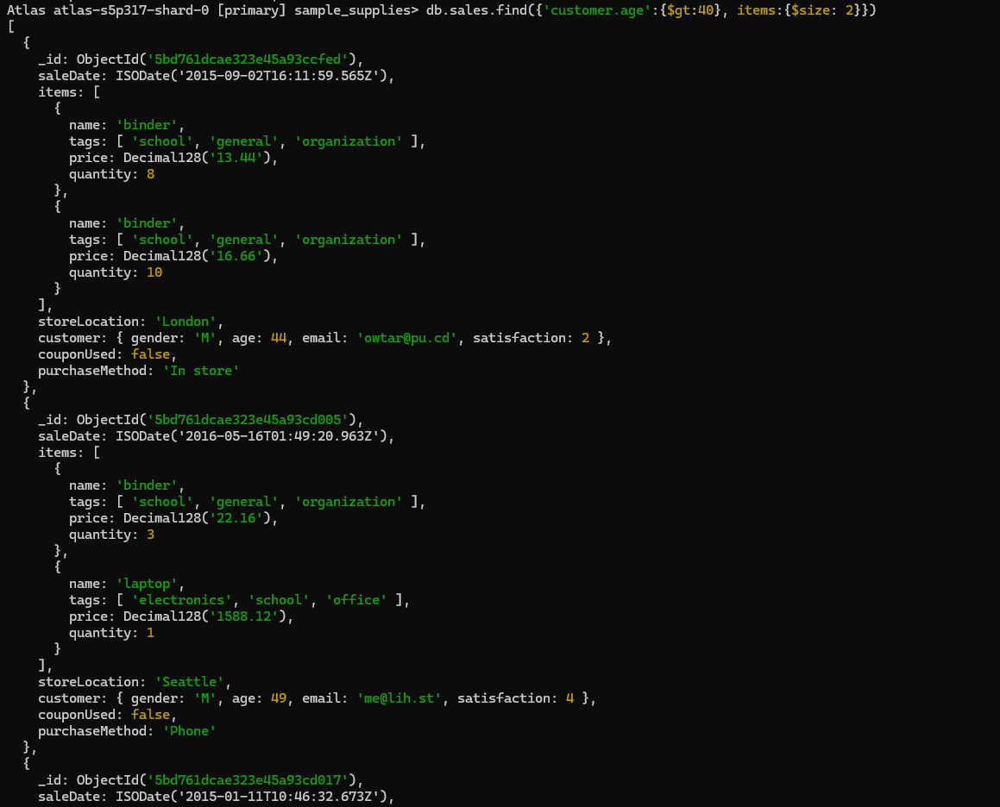 Atlas atlas-s5p317-shard-0 [primary] sample_supplies> db.sales.find({'customer.age':{$gt:40}, items:{$size: 2}})
[
  {
    _id: ObjectId('5bd761dcae323e45a93ccfed'),
    saleDate: ISODate('2015-09-02T16:11:59.565Z'),
    items: [
      {
        name: 'binder',
        tags: [ 'school', 'general', 'organization' ],
        price: Decimal128('13.44'),
        quantity: 8
      },
      {
        name: 'binder',
        tags: [ 'school', 'general', 'organization' ],
        price: Decimal128('16.66'),
        quantity: 10
      }
    ],
    storeLocation: 'London',
    customer: { gender: 'M', age: 44, email: 'owtar@pu.cd', satisfaction: 2 },
    couponUsed: false,
    purchaseMethod: 'In store'
  },
  {
    _id: ObjectId('5bd761dcae323e45a93cd005'),
    saleDate: ISODate('2016-05-16T01:49:20.963Z'),
    items: [
      {
        name: 'binder',
        tags: [ 'school', 'general', 'organization' ],
        price: Decimal128('22.16'),
        quantity: 3
      },
      {
        name: 'laptop',
        tags: [ 'electronics', 'school', 'office' ],
        price: Decimal128('1588.12'),
        quantity: 1
      }
    ],
    storeLocation: 'Seattle',
    customer: { gender: 'M', age: 49, email: 'me@lih.st', satisfaction: 4 },
    couponUsed: false,
    purchaseMethod: 'Phone'
  },
  {
    _id: ObjectId('5bd761dcae323e45a93cd017'),
    saleDate: ISODate('2015-01-11T10:46:32.673Z'),